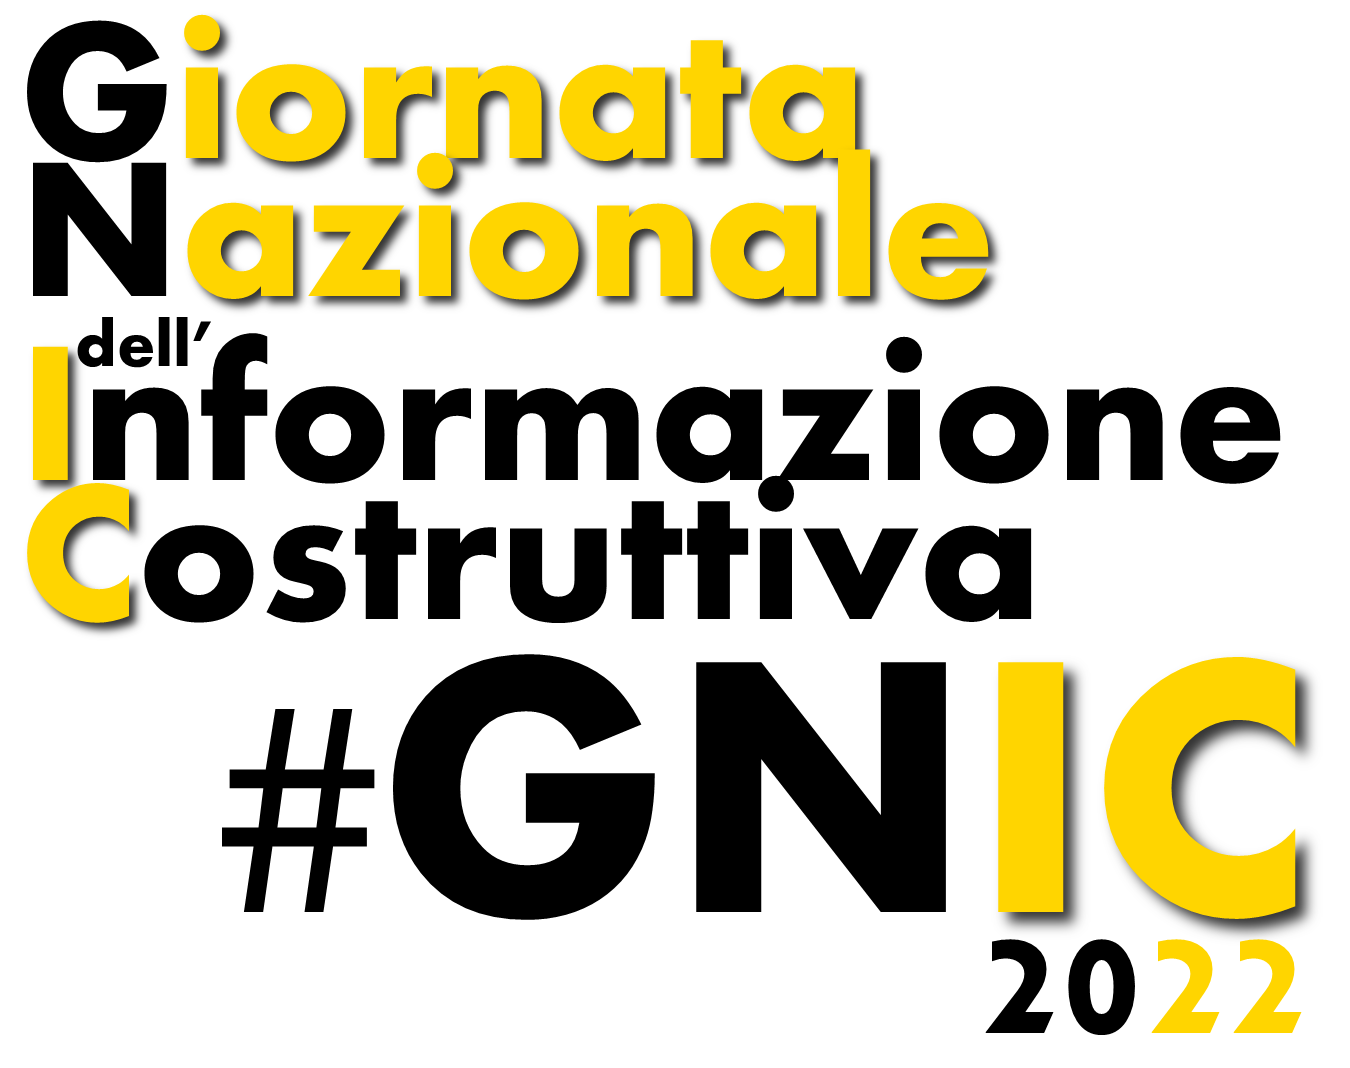 Giornata
Nazionale
dell'
Informazione
Costruttiva
#GNIC
2022